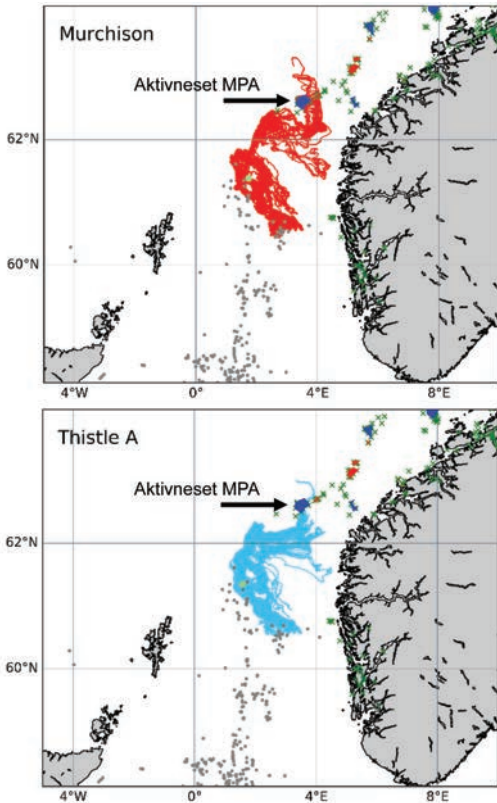 Murchison
Aktivneset MPA
62°N
60°N
4°W
0°
4°E
8°E
Thistle A
Aktivneset MPA
62°N
60°N
4°W
0°
4°E
8°E